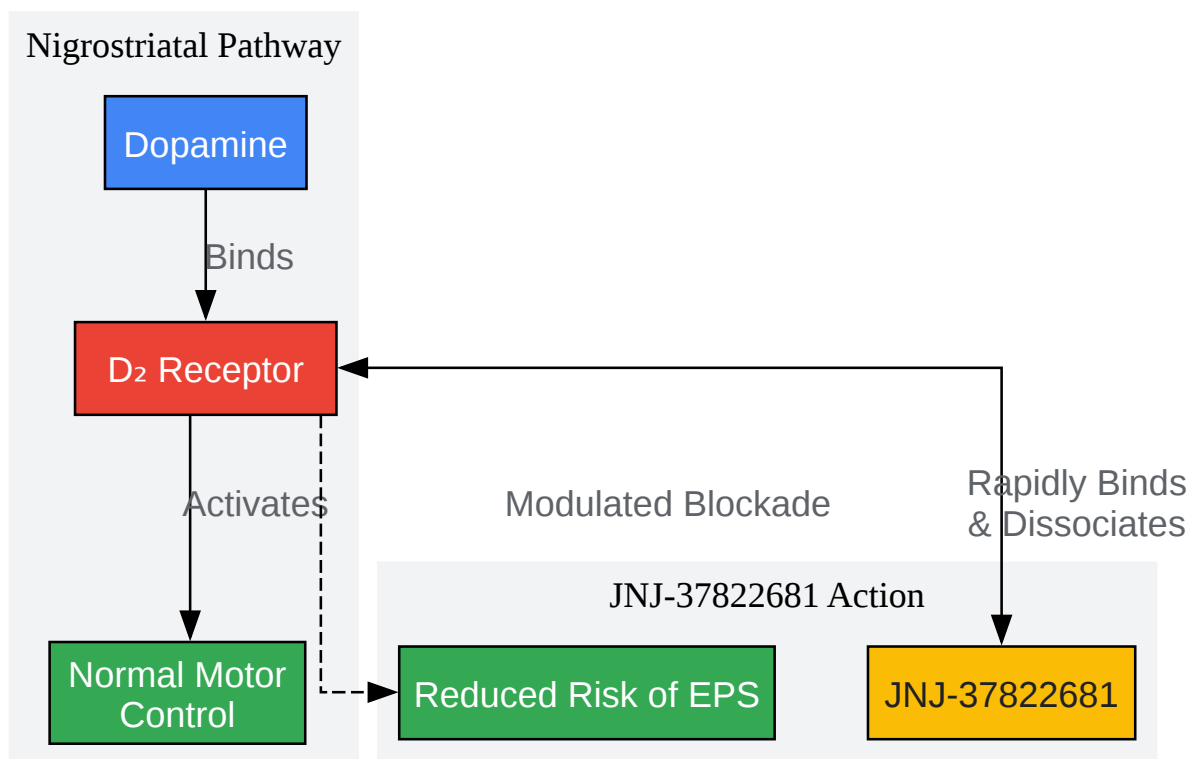 Nigrostriatal Pathway
Dopamine
Binds
D₂ Receptor
Activates
Modulated Blockade
Rapidly Binds
& Dissociates
JNJ-37822681 Action
Normal Motor
Control
Reduced Risk of EPS
JNJ-37822681